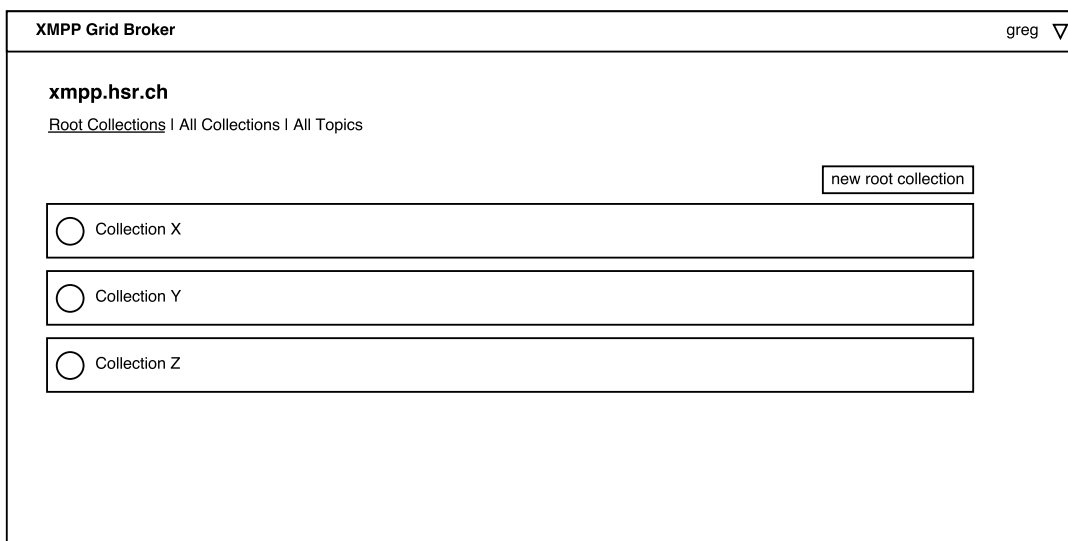 XMPP Grid Broker greg
xmpp.hsr.ch
Root Collections | All Collections | All Topics
new root collection
Collection X
Collection Y
Collection Z